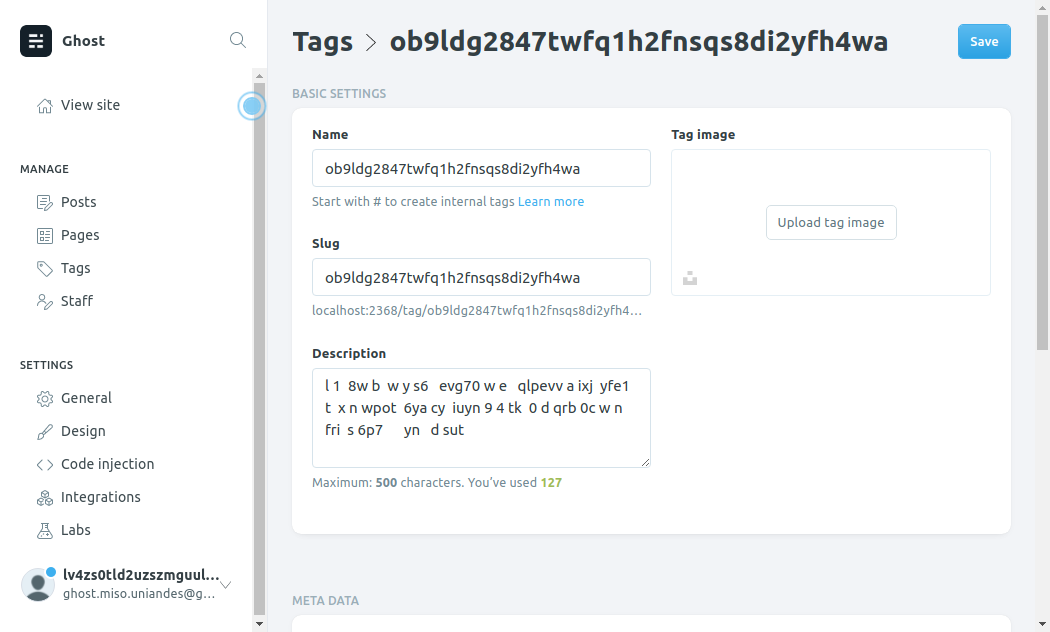 Ghost
View site
MANAGE
Posts
Pages
Tags
Staff
SETTINGS
General
Design
Code injection
Integrations
Labs
lv4zs0tld2uzszmguul...
ghost.miso.uniandes@g...
Tags > ob9ldg2847twfq1h2fnsqs8di2yfh4wa
Save
BASIC SETTINGS
Name
ob9ldg2847twfq1h2fnsqs8di2yfh4wa
Start with # to create internal tags Learn more
Slug
ob9ldg2847twfq1h2fnsqs8di2yfh4wa
localhost:2368/tag/ob9ldg2847twfq1h2fnsqs8di2yfh4...
Description
l 1  8w b  w y s6   evg70 w e   qlpevv a ixj  yfe1
t  x n wpot  6ya cy  iuyn 9 4 tk  0 d qrb 0c w n
fri  s 6p7      yn   d sut
Maximum: 500 characters. You’ve used 127
Tag image
Upload tag image
META DATA